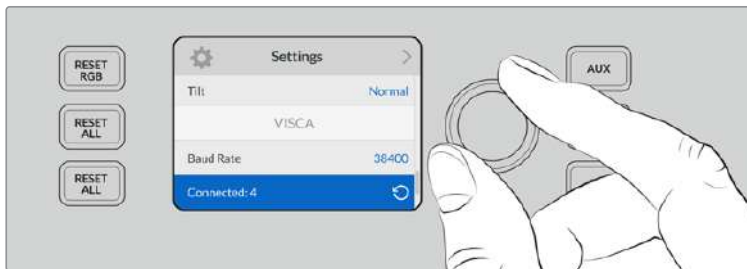 RESET
RGB
RESET
ALL
RESET
ALL
Settings
Tilt Normal
VISCA
Baud Rate 38400
Connected: 4
AUX